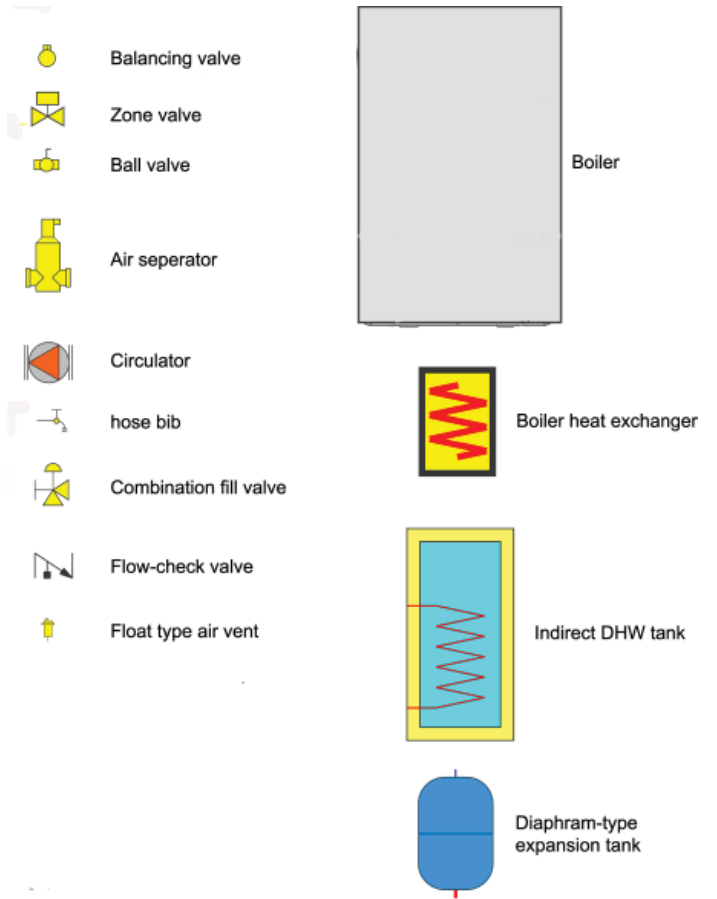 Balancing valve
Zone valve
Ball valve
Air seperator
Circulator
hose bib
Combination fill valve
Flow-check valve
Float type air vent
Boiler
Boiler heat exchanger
Indirect DHW tank
Diaphram-type
expansion tank